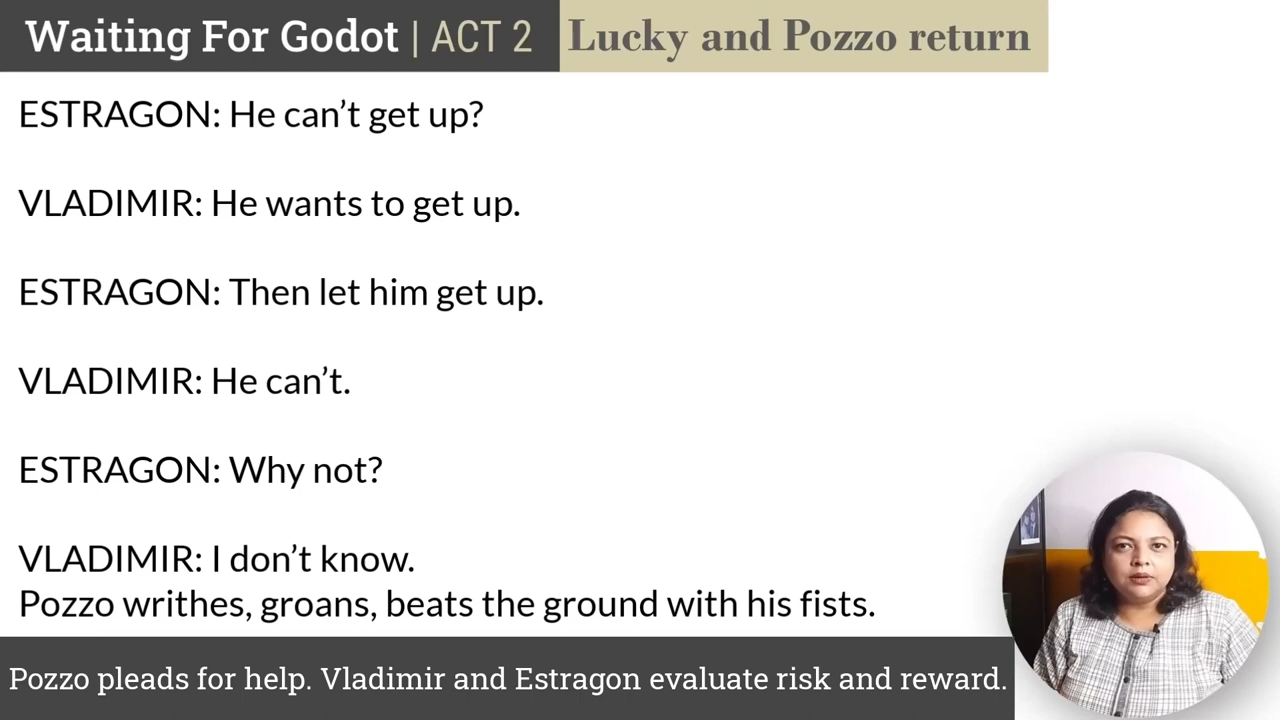 Waiting For Godot | ACT 2 Lucky and Pozzo return
ESTRAGON: He can’t get up?
VLADIMIR: He wants to get up.
ESTRAGON: Then let him get up.
VLADIMIR: He can’t.
ESTRAGON: Why not?
VLADIMIR: I don’t know.
Pozzo writhes, groans, beats the ground with his fists.
Pozzo pleads for help. Vladimir and Estragon evaluate risk and reward.